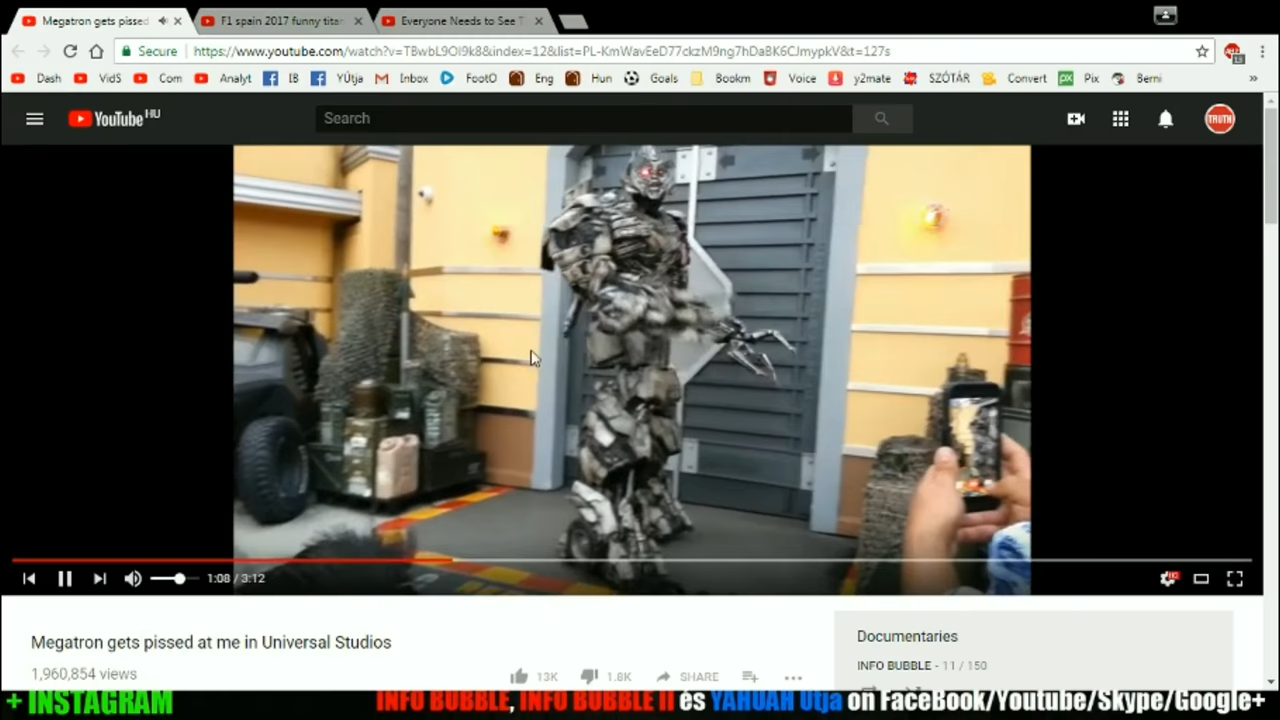 Megatron gets pissed
F1 spain 2017 funny titan
Everyone Needs to See T
Secure
https://www.youtube.com/watch?v=TBwbL9OI9k8&index=12&list=PL-KmWavEeD77ckzM9ng7hDaBK6CJmypkV&t=127s
Dash VidS Com Analyt IB YÚtja Inbox FootO Eng Hun Goals Bookm Voice y2mate SZÓTÁR Convert Pix Berni »
YouTube HU
Search
TRUTH
1:08 / 3:12
Megatron gets pissed at me in Universal Studios
1,960,854 views
13K 1.8K SHARE
Documentaries
INFO BUBBLE - 11 / 150
+ INSTAGRAM
INFO BUBBLE, INFO BUBBLE II és YAHUAH Útja on FaceBook/Youtube/Skype/Google+